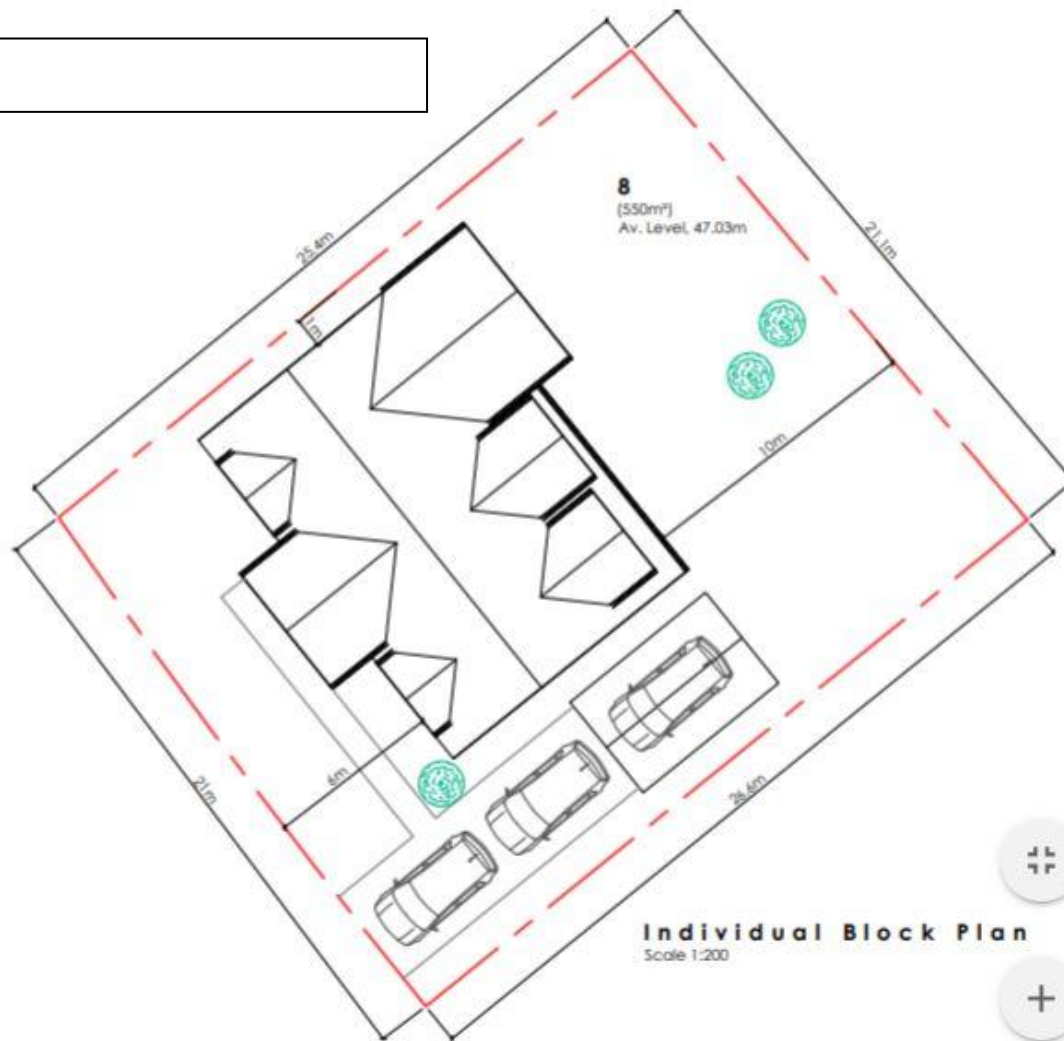 8
(550m²)
Av. Level, 47.03m
25.4m
21.1m
1m
10m
6m
21m
26.6m
Individual Block Plan
Scale 1:200